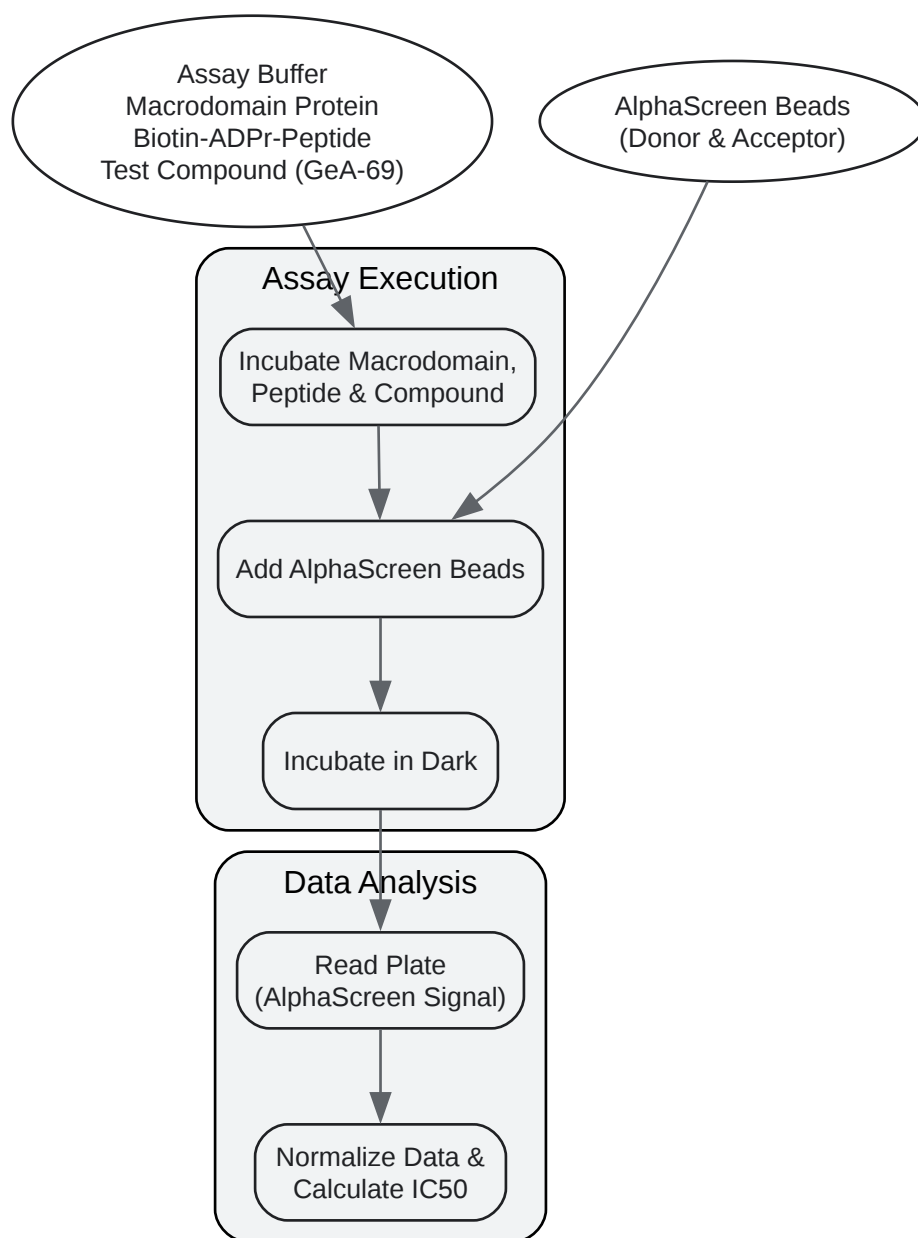 Assay Buffer
Macrodomain Protein
Biotin-ADPr-Peptide
Test Compound (GeA-69)
AlphaScreen Beads
(Donor & Acceptor)
Assay Execution
Incubate Macrodomain,
Peptide & Compound
Add AlphaScreen Beads
Incubate in Dark
Data Analysis
Read Plate
(AlphaScreen Signal)
Normalize Data &
Calculate IC50